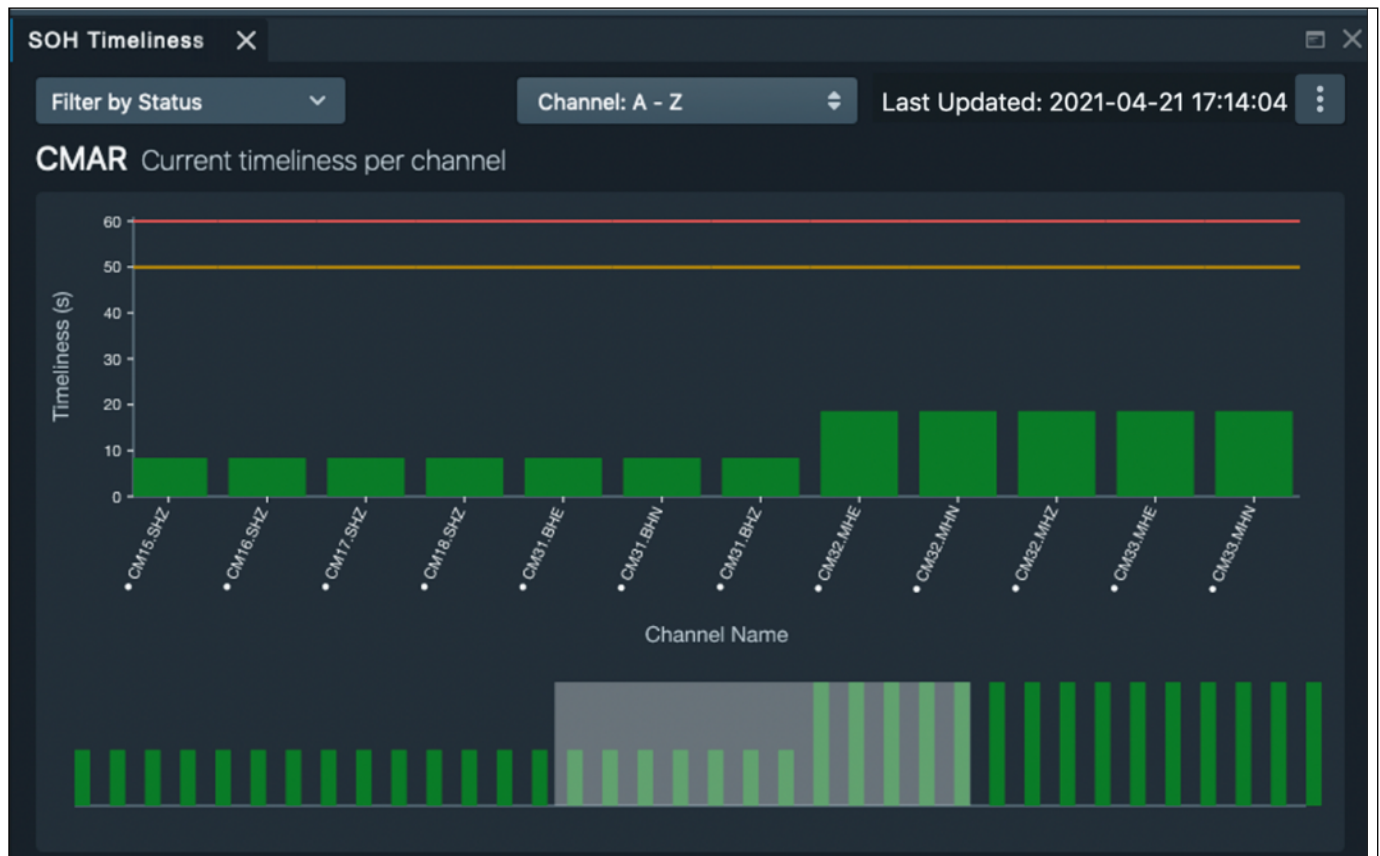 SOH Timeliness
Filter by Status
Channel: A - Z
Last Updated: 2021-04-21 17:14:04
CMAR Current timeliness per channel
Timeliness (s)
60
50
40
30
20
10
0
CM15.SHZ
CM16.SHZ
CM17.SHZ
CM18.SHZ
CM31.BHE
CM31.BHN
CM31.BHZ
CM32.MHE
CM32.MHN
CM32.MHZ
CM33.MHE
CM33.MHN
Channel Name